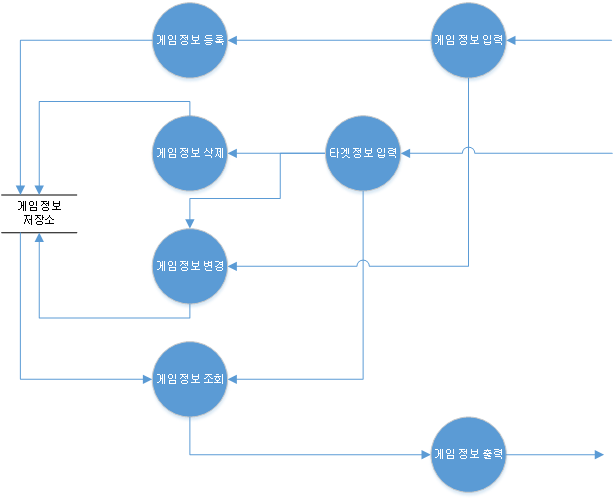 게임 정보 등록
게임 정보 입력
게임정보 삭제
타겟 정보 입력
게임 정보
저장소
게임 정보 변경
게임 정보 조회
게임 정보 출력